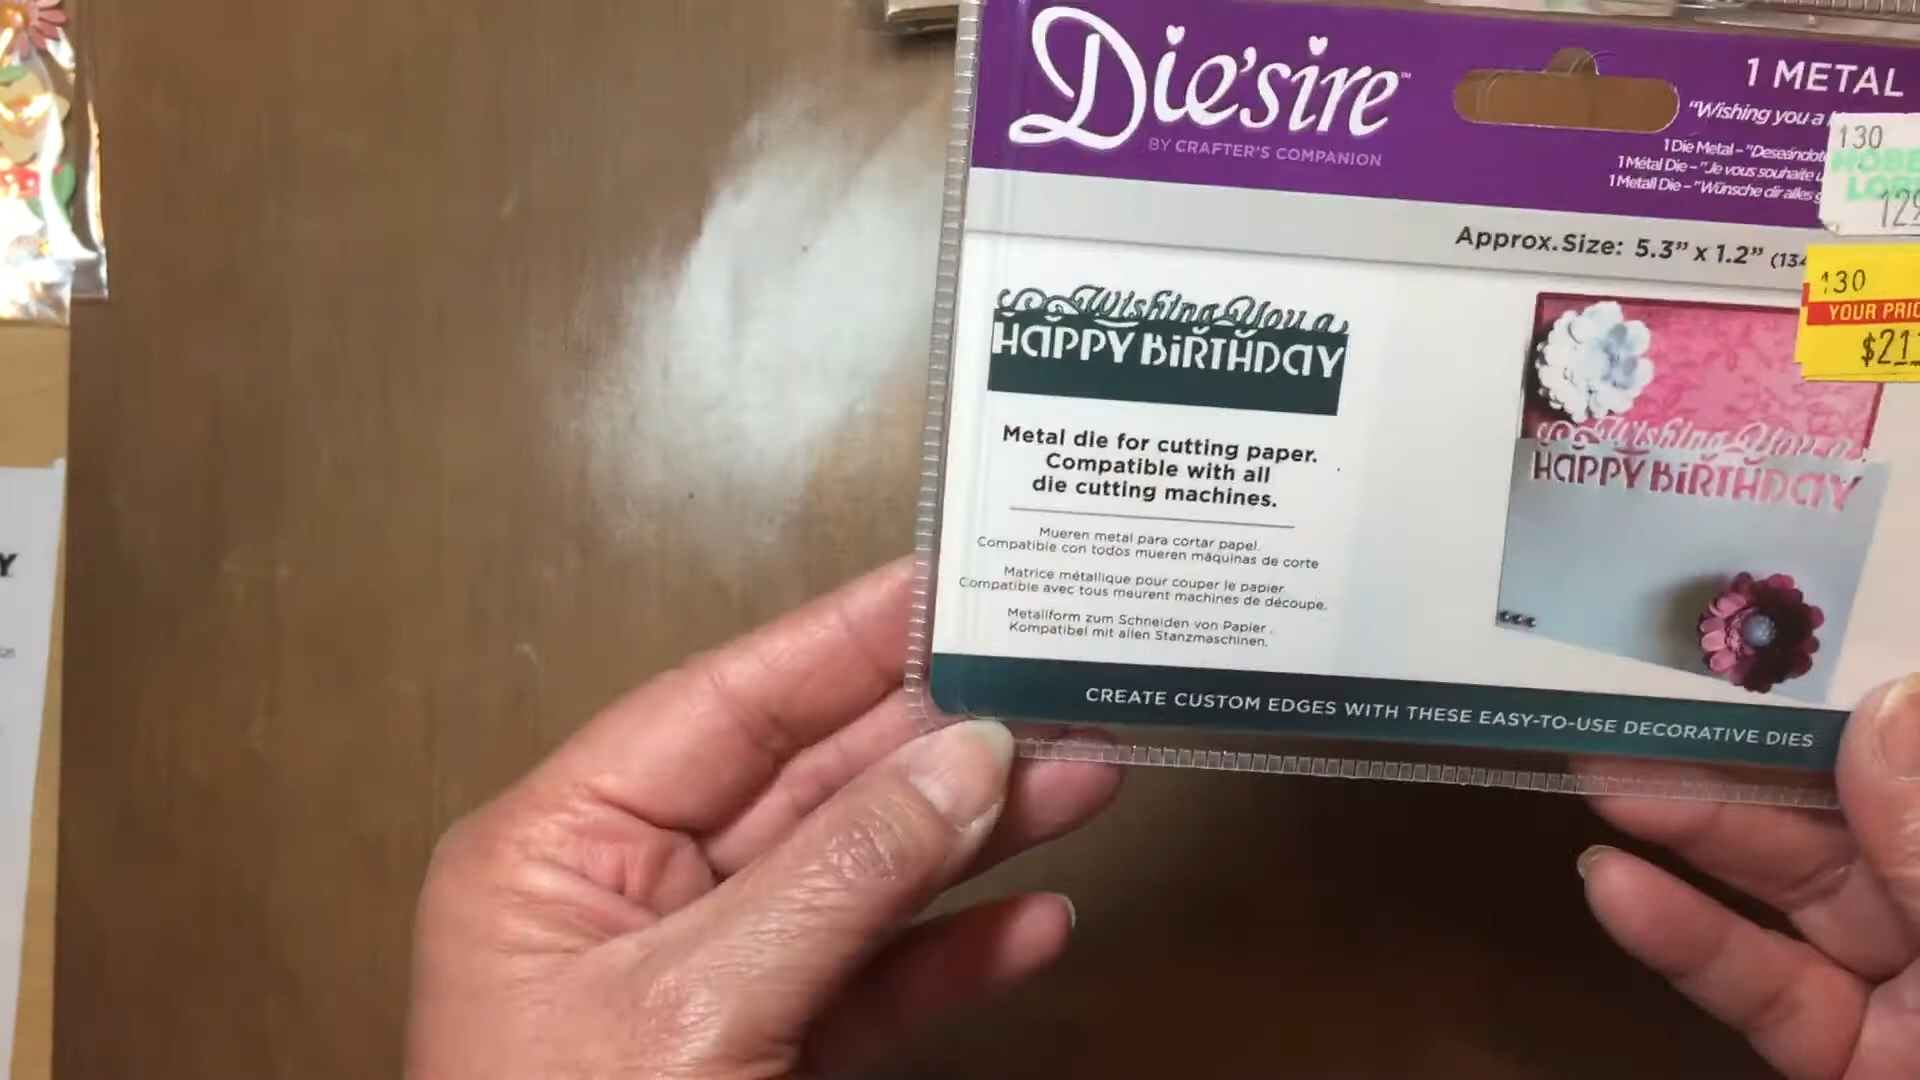 Die'sire™
BY CRAFTER'S COMPANION
1 METAL
"Wishing you a
1 Die Metal – "Deseándot
1 Métal Die – "Je vous souhaite
1 Metall Die – "Wünsche dir alles
130
LO
129
Approx. Size: 5.3" x 1.2" (134
130
YOUR PRIC
$21
Wishing You a
HAPPY BIRTHDAY
Wishing You a
HAPPY BIRTHDAY
Metal die for cutting paper.
Compatible with all
die cutting machines.
Mueren metal para cortar papel.
Compatible con todos mueren máquinas de corte
Matrice métallique pour couper le papier.
Compatible avec tous meurent machines de découpe.
Metallform zum Schneiden von Papier .
Kompatibel mit allen Stanzmaschinen.
CREATE CUSTOM EDGES WITH THESE EASY-TO-USE DECORATIVE DIES
Y